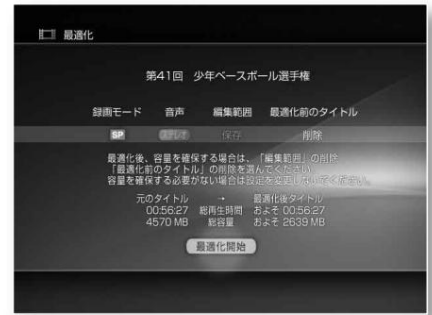 最適化
第41回　少年ベースボール選手権
録画モード　音声　編集範囲　最適化前のタイトル
SP　ステレオ　保存　削除
最適化後、容量を確保する場合は、「編集範囲」の削除
「最適化前のタイトル」の削除を選んでください。
容量を確保する必要がない場合は設定を変更しないでください。
元のタイトル　→　最適化後タイトル
00:56:27　総再生時間　およそ 00:56:27
4570 MB　総容量　およそ 2639 MB
最適化開始